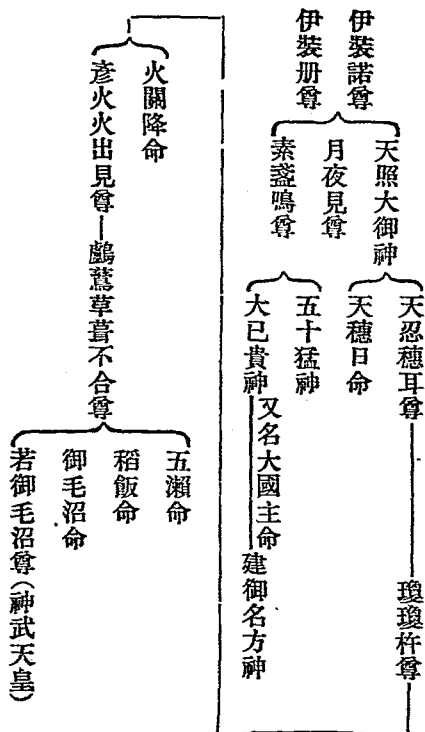 伊裝諾尊
伊裝册尊
天照大御神
月夜見尊
素盞鳴尊
天忍穗耳尊
天穗日命
五十猛神
大已貴神
又名大國主命
建御名方神
瓊瓊杵尊
火闌降命
彥火火出見尊
鸕鶿草葺不合尊
五瀨命
稻飯命
御毛沼命
若御毛沼尊(神武天皇)